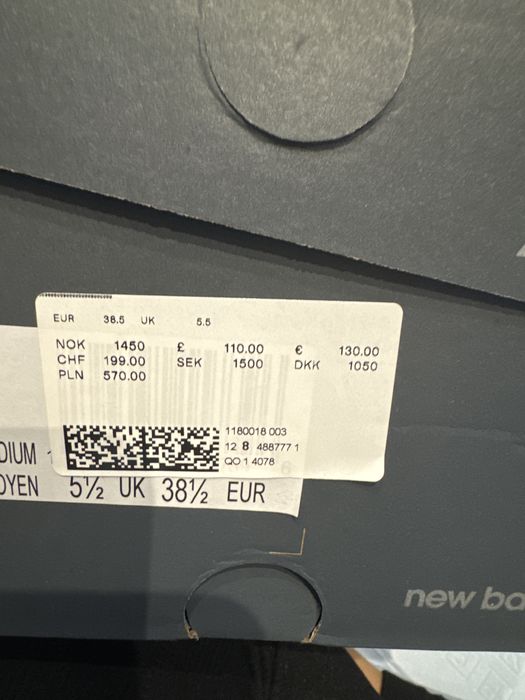 EUR 38.5 UK 5.5
NOK 1450 £ 110.00 € 130.00
CHF 199.00 SEK 1500 DKK 1050
PLN 570.00
1180018 003
12 8 488777 1
QO 1 4078
DIUM
OYEN 5½ UK 38½ EUR
new ba